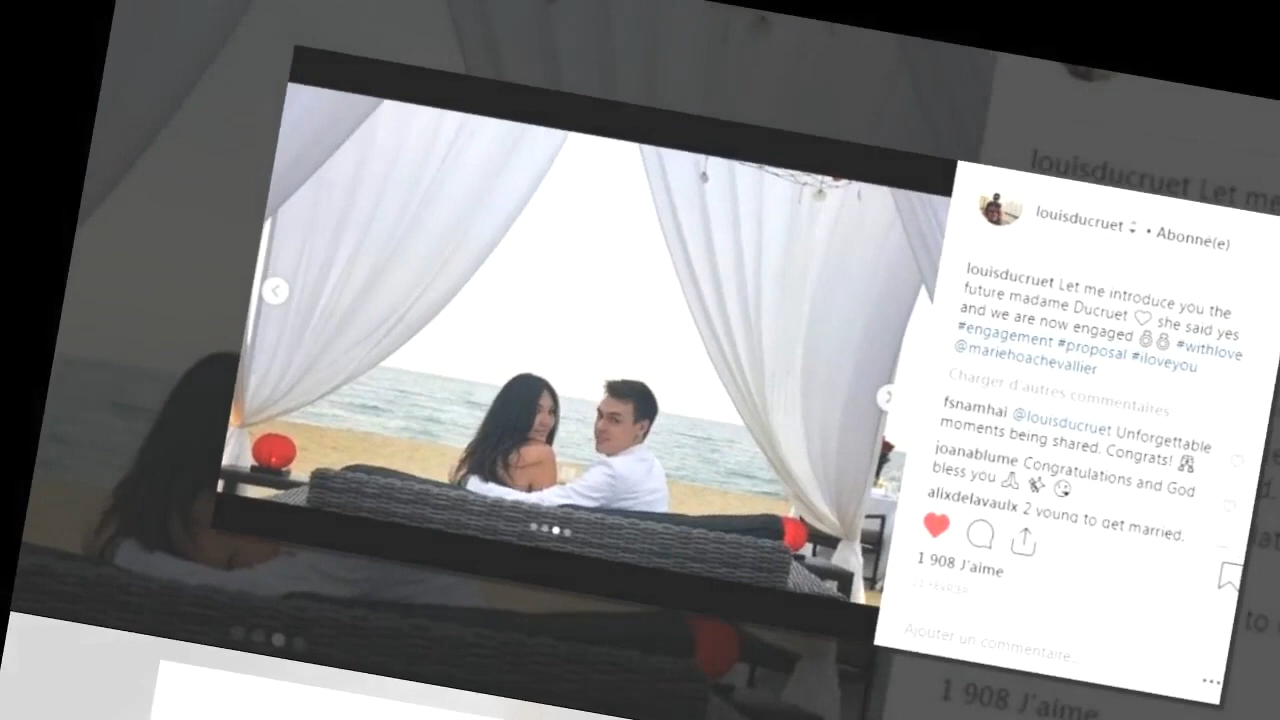 louisducruet • Abonné(e)
louisducruet Let me introduce you the
future madame Ducruet she said yes
and we are now engaged #withlove
#engagement #proposal #iloveyou
@mariehoachevallier
Charger d'autres commentaires
fsnamhai @louisducruet Unforgettable
moments being shared. Congrats!
joanablume Congratulations and God
bless you
alixdelavaulx 2 young to get married.
1 908 J'aime
21 FÉVRIER
Ajouter un commentaire...
louisducruet Let me
to
1 908 J'aime